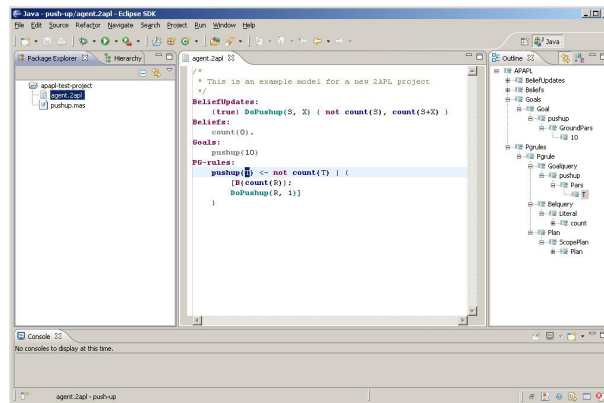 Java - push-up/agent.2apl - Eclipse SDK
File Edit Source Refactor Navigate Search Project Run Window Help
Java
Package Explorer Hierarchy
apapl-test-project
agent.2apl
pushup.mas
agent.2apl
/*
* This is an example model for a new 2APL project
*/
BeliefUpdates:
{true} DoPushup(S, X) { not count(S), count(S+X) }
Beliefs:
count(0).
Goals:
pushup(10)
PG-rules:
pushup(T) <- not count(T) | {
[B(count(R));
DoPushup(R, 1)]
}
Outline
APAPL
BeliefUpdates
Beliefs
Goals
Goal
pushup
GroundPars
10
Pgrules
Pgrule
Goalquery
pushup
Pars
T
Belquery
Literal
count
Plan
ScopePlan
Plan
Console
No consoles to display at this time.
agent.2apl - push-up